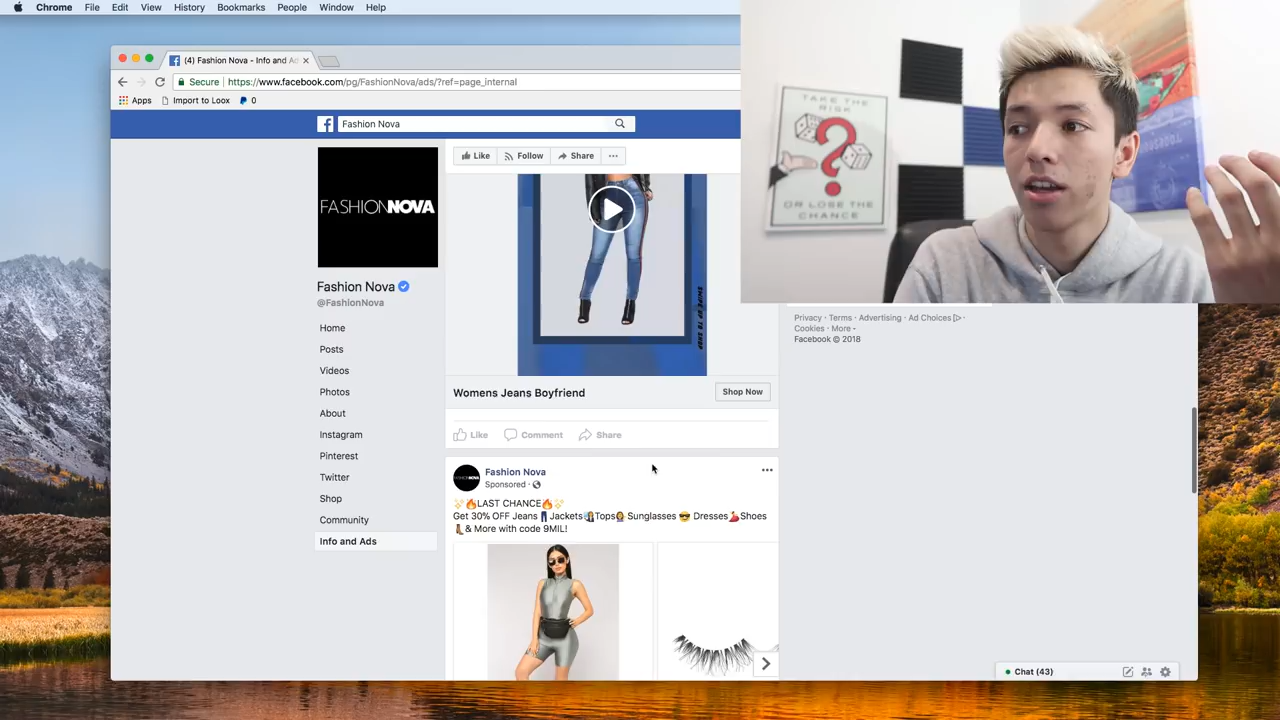 Chrome File Edit View History Bookmarks People Window Help
(4) Fashion Nova - Info and Ad
Secure | https://www.facebook.com/pg/FashionNova/ads/?ref=page_internal
Apps Import to Loox 0
Fashion Nova
Like Follow Share
FASHIONNOVA
Fashion Nova
@FashionNova
Home
Posts
Videos
Photos
About
Instagram
Pinterest
Twitter
Shop
Community
Info and Ads
SWIPE UP TO SHOP
Womens Jeans Boyfriend Shop Now
Like Comment Share
FASHIONNOVA
Fashion Nova
Sponsored ·
✨🔥LAST CHANCE🔥✨
Get 30% OFF Jeans👖Jackets🧥Tops👚 Sunglasses 😎 Dresses💃Shoes
👢& More with code 9MIL!
TAKE THE
RISK
?
OR LOSE THE
CHANCE
Privacy · Terms · Advertising · Ad Choices ·
Cookies · More
Facebook © 2018
Chat (43)